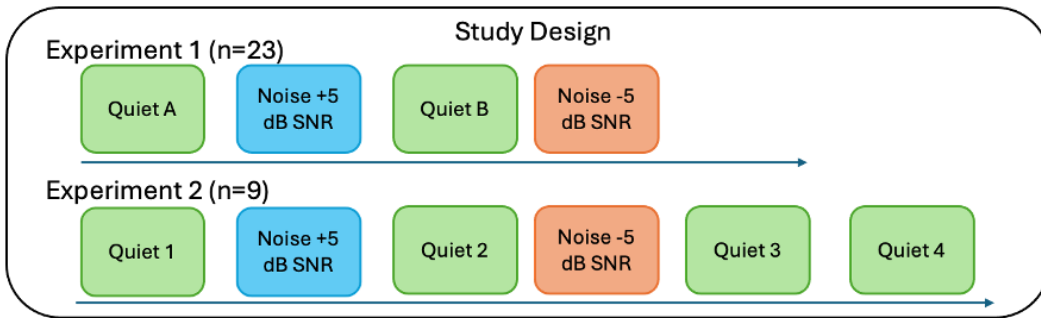 Study Design
Experiment 1 (n=23)
Quiet A
Noise +5
dB SNR
Quiet B
Noise -5
dB SNR
Experiment 2 (n=9)
Quiet 1
Noise +5
dB SNR
Quiet 2
Noise -5
dB SNR
Quiet 3
Quiet 4